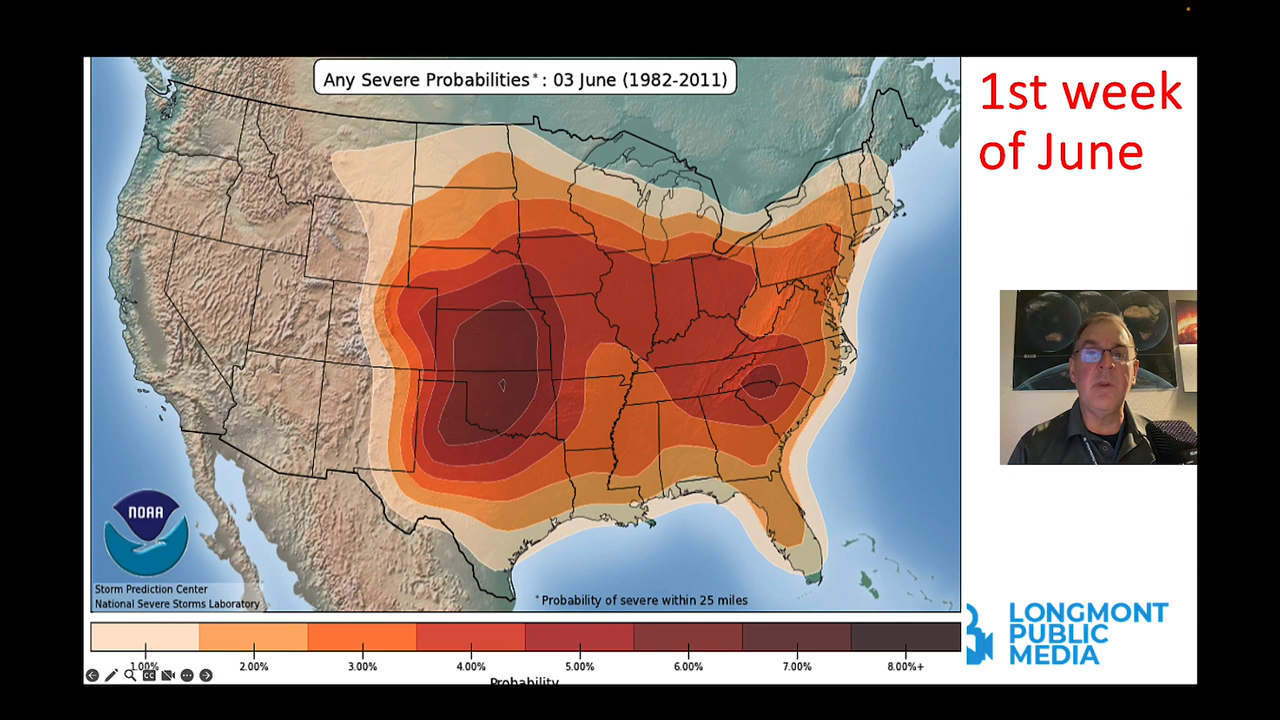 Any Severe Probabilities*: 03 June (1982-2011)
1st week
of June
NOAA
Storm Prediction Center
National Severe Storms Laboratory
*Probability of severe within 25 miles
1.00% 2.00% 3.00% 4.00% 5.00% 6.00% 7.00% 8.00%+
CC
Probability
LONGMONT
PUBLIC
MEDIA